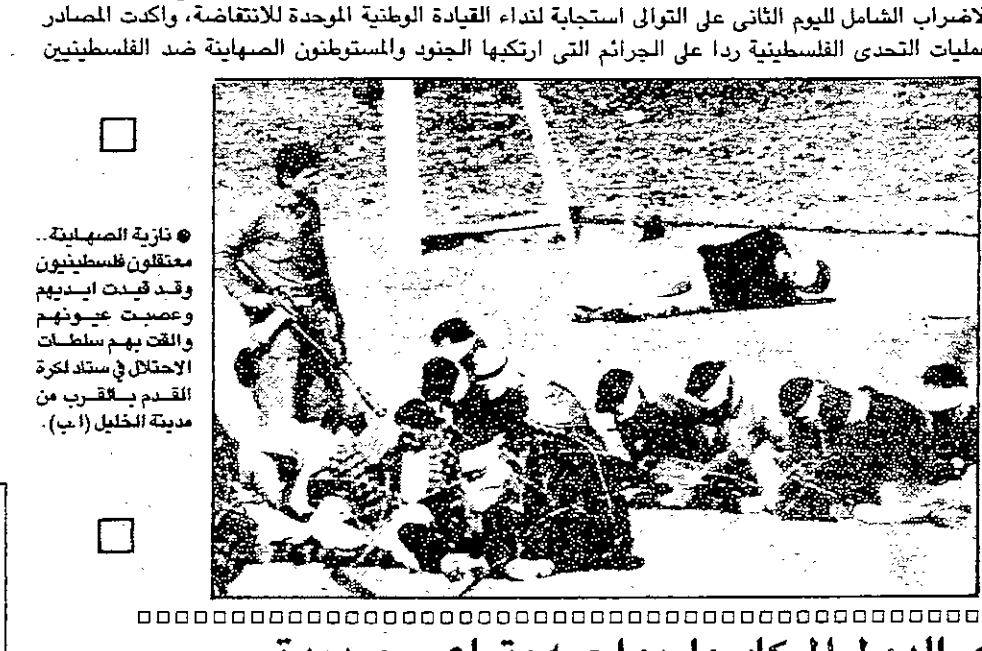 لاضراب الشامل لليوم الثانى على التوالى استجابة لنداء القيادة الوطنية الموحدة للانتفاضة، واكدت المصادر
عمليات التحدى الفلسطينية ردا على الجرائم التى ارتكبها الجنود والمستوطنون الصهاينة ضد الفلسطينيين
● نازية الصهاينة..
معتقلون فلسطينيون
وقد قيدت ايديهم
وعصبت عيونهم
والقت بهم سلطات
الاحتلال في ستاد لكرة
القدم بالقرب من
مدينة الخليل (ا ب).